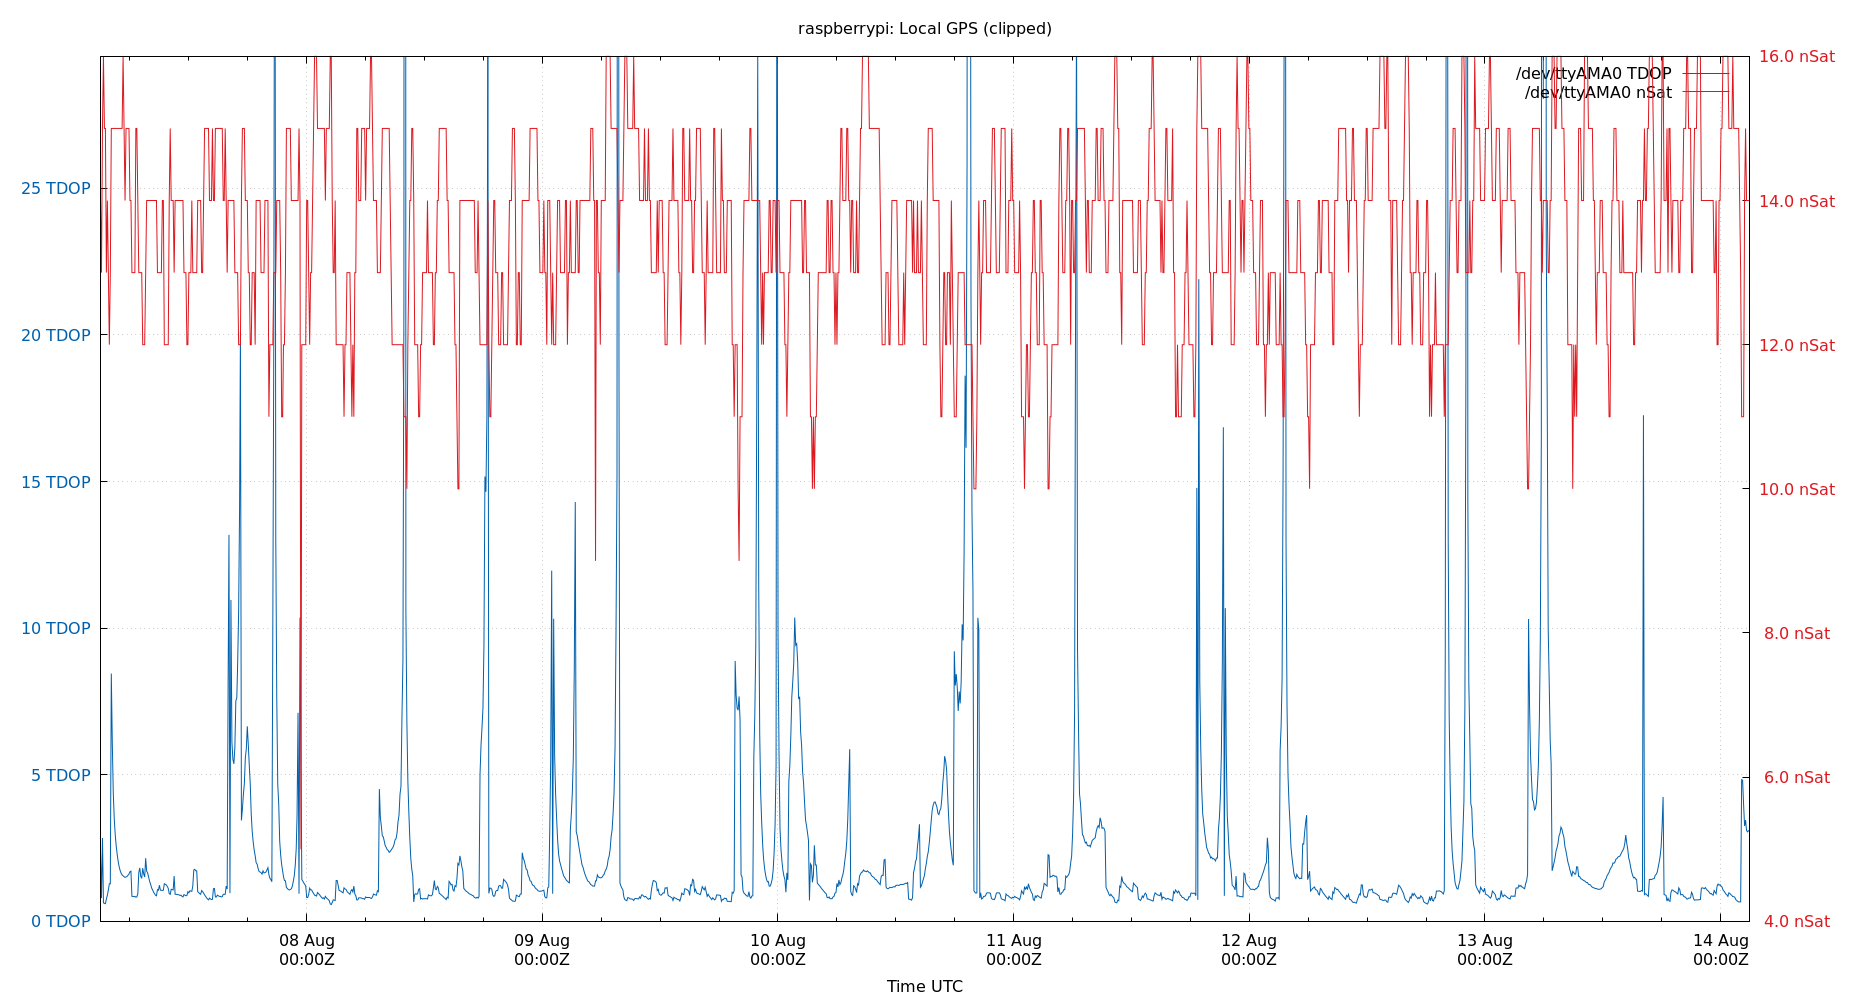 raspberrypi: Local GPS (clipped)
16.0 nSat
/dev/ttyAMA0 TDOP
/dev/ttyAMA0 nSat
25 TDOP
14.0 nSat
20 TDOP
12.0 nSat
15 TDOP
10.0 nSat
10 TDOP
8.0 nSat
5 TDOP
6.0 nSat
0 TDOP
4.0 nSat
08 Aug
00:00Z
09 Aug
00:00Z
10 Aug
00:00Z
11 Aug
00:00Z
12 Aug
00:00Z
13 Aug
00:00Z
14 Aug
00:00Z
Time UTC